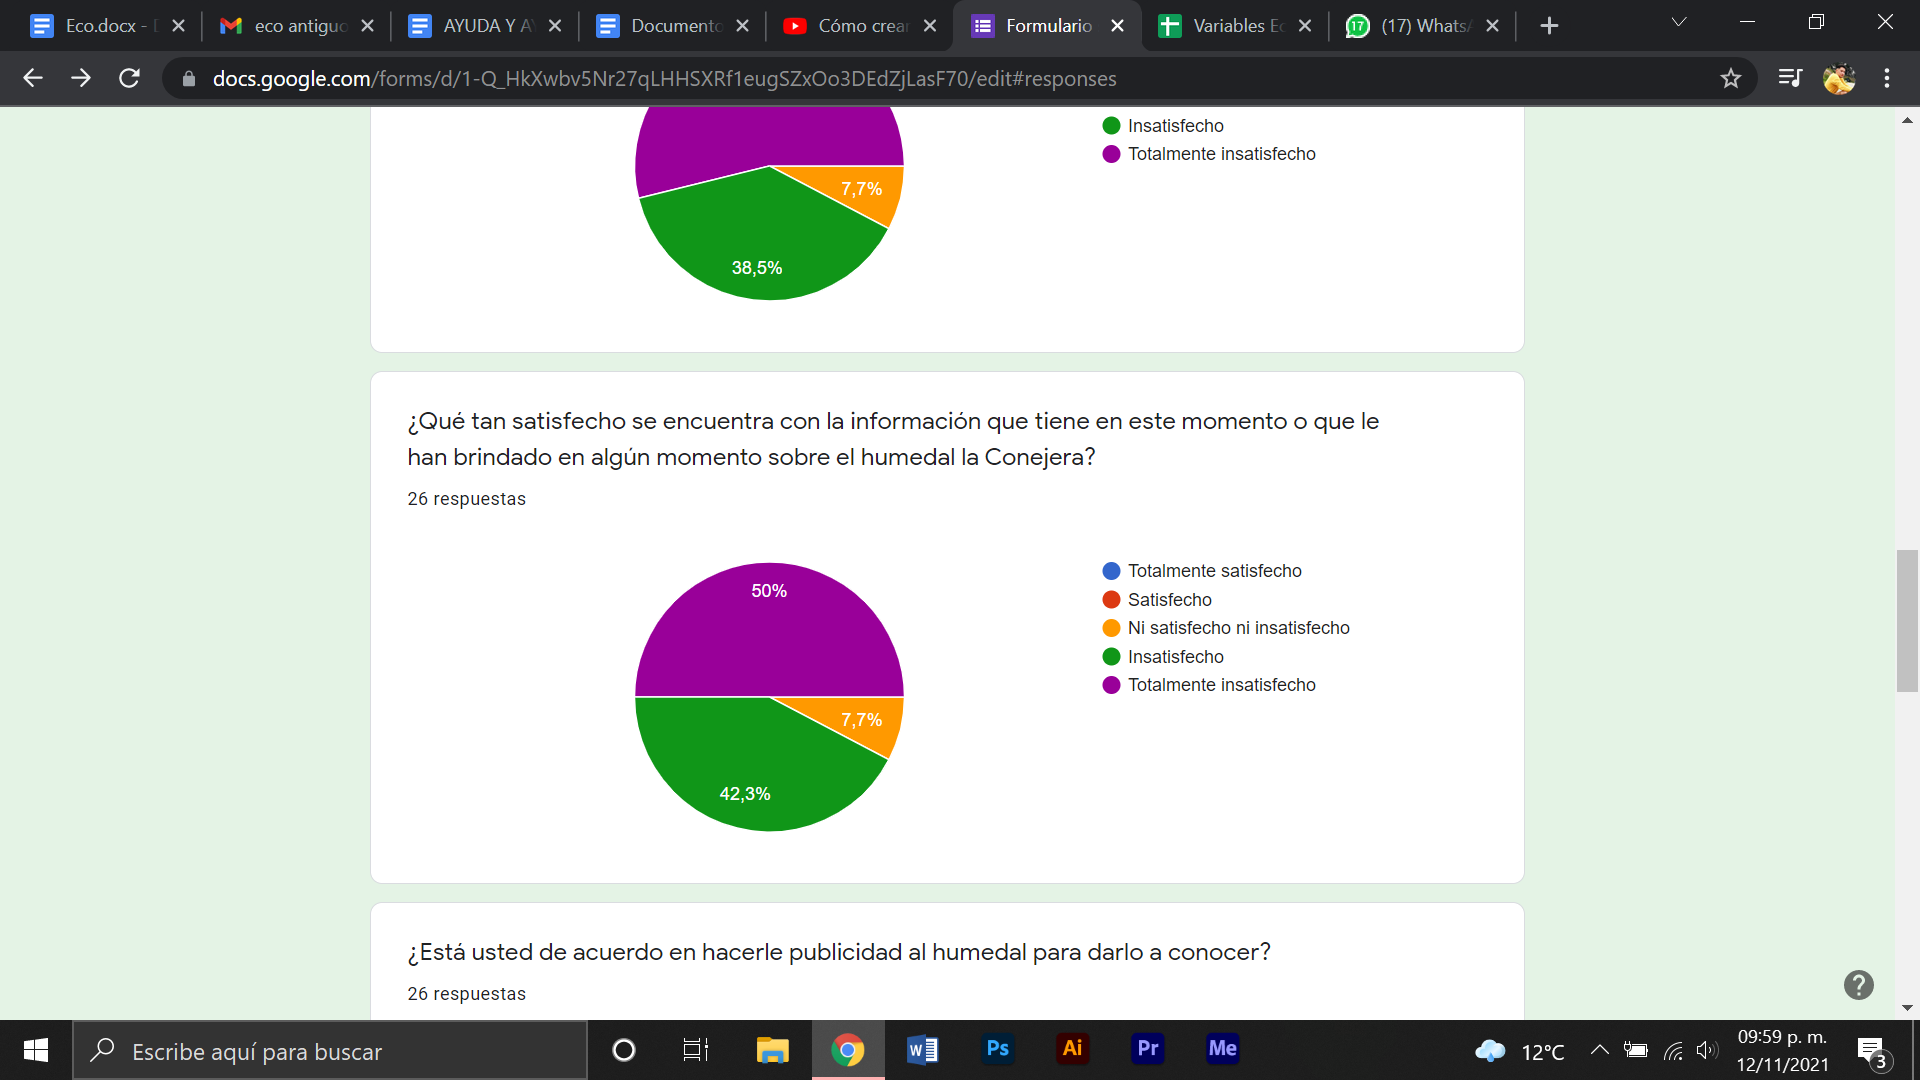 Eco.docx - D
eco antiguo
AYUDA Y A
Documento
Cómo crear
Formulario
Variables Ec
(17) WhatsA
17
docs.google.com/forms/d/1-Q_HkXwbv5Nr27qLHHSXRf1eugSZxOo3DEdZjLasF70/edit#responses
Insatisfecho
Totalmente insatisfecho
7,7%
38,5%
¿Qué tan satisfecho se encuentra con la información que tiene en este momento o que le
han brindado en algún momento sobre el humedal la Conejera?
26 respuestas
50%
7,7%
42,3%
Totalmente satisfecho
Satisfecho
Ni satisfecho ni insatisfecho
Insatisfecho
Totalmente insatisfecho
¿Está usted de acuerdo en hacerle publicidad al humedal para darlo a conocer?
26 respuestas
Escribe aquí para buscar
W
Ps
Ai
Pr
Me
12°C
09:59 p. m.
12/11/2021
3